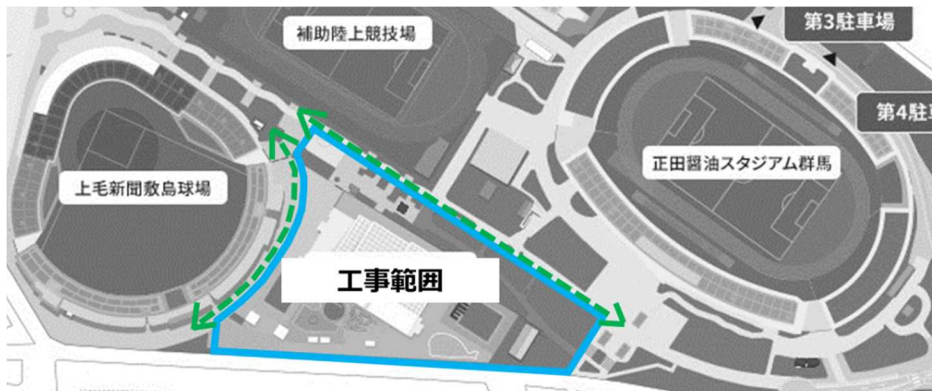 補助陸上競技場
第3駐車場
第4駐車
正田醤油スタジアム群馬
上毛新聞敷島球場
工事範囲